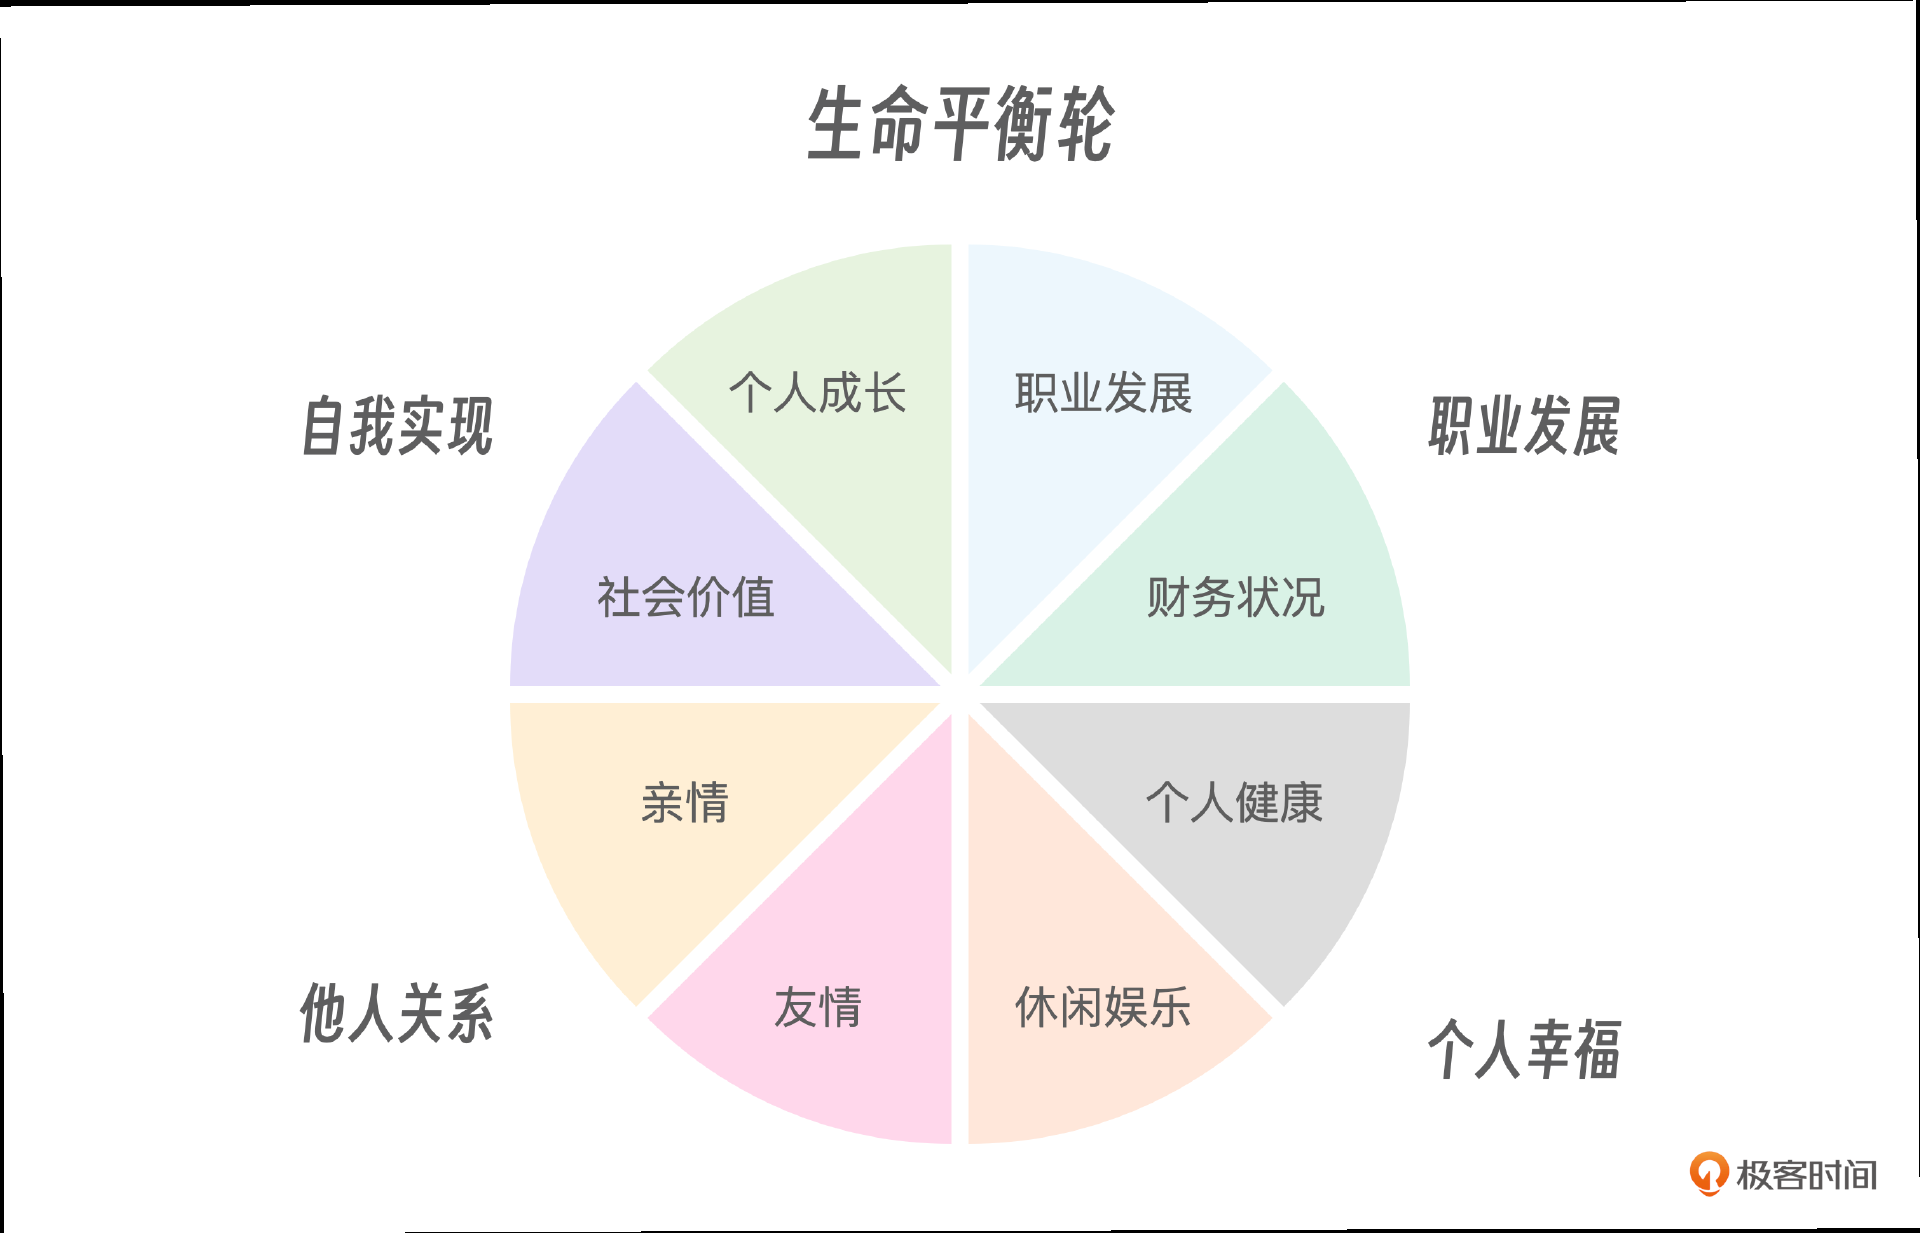 生命平衡轮
个人成长
职业发展
自我实现
职业发展
社会价值
财务状况
亲情
个人健康
他人关系
友情
休闲娱乐
个人幸福
极客时间